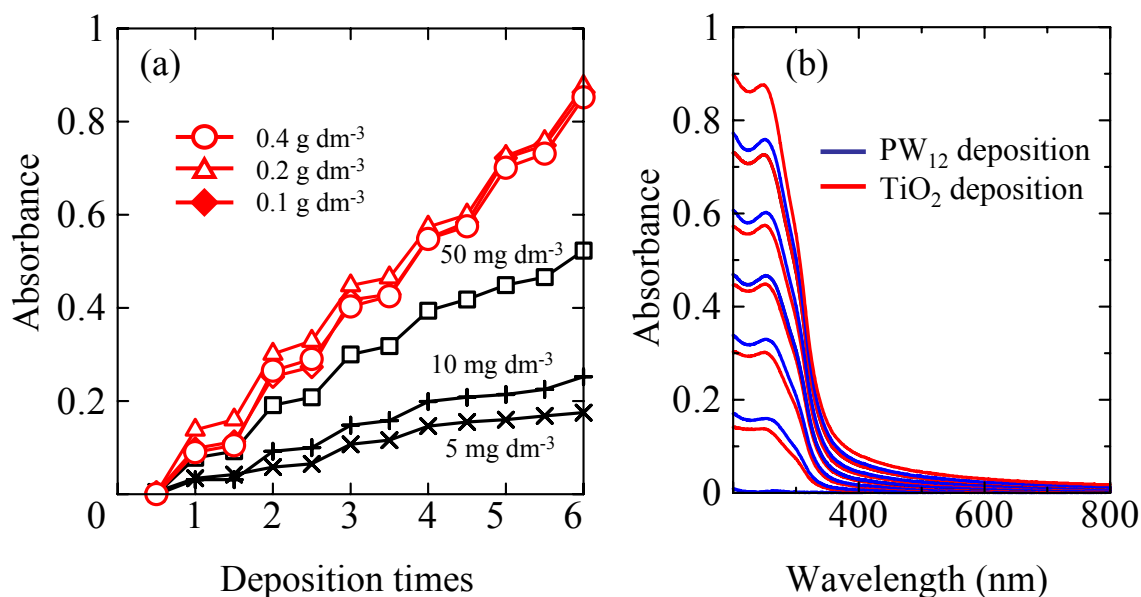 (a)
0.4 g dm-3
0.2 g dm-3
0.1 g dm-3
50 mg dm-3
10 mg dm-3
5 mg dm-3
1
0.8
0.6
0.4
0.2
0
1 2 3 4 5 6
Absorbance
Deposition times
(b)
PW12 deposition
TiO2 deposition
1
0.8
0.6
0.4
0.2
0
400 600 800
Absorbance
Wavelength (nm)